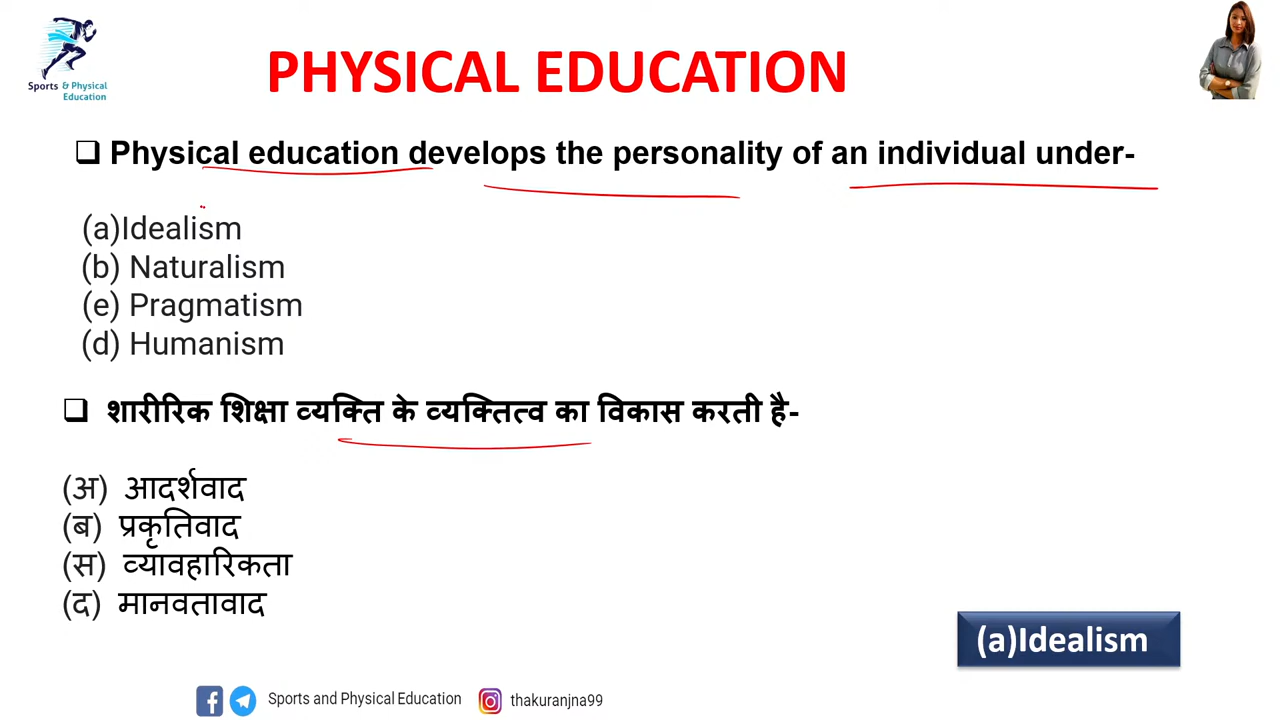 Sports & Physical
Education
PHYSICAL EDUCATION
Physical education develops the personality of an individual under-
(a)Idealism
(b) Naturalism
(e) Pragmatism
(d) Humanism
शारीरिक शिक्षा व्यक्ति के व्यक्तित्व का विकास करती है-
(अ) आदर्शवाद
(ब) प्रकृतिवाद
(स) व्यावहारिकता
(द) मानवतावाद
(a)Idealism
Sports and Physical Education thakuranjna99